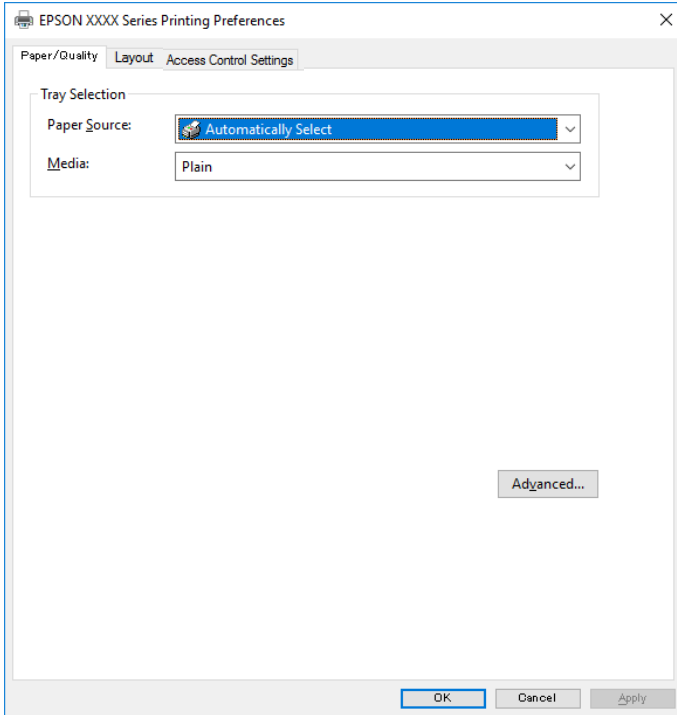 EPSON XXXX Series Printing Preferences
Paper/Quality Layout Access Control Settings
Tray Selection
Paper Source: Automatically Select
Media: Plain
Advanced...
OK Cancel Apply